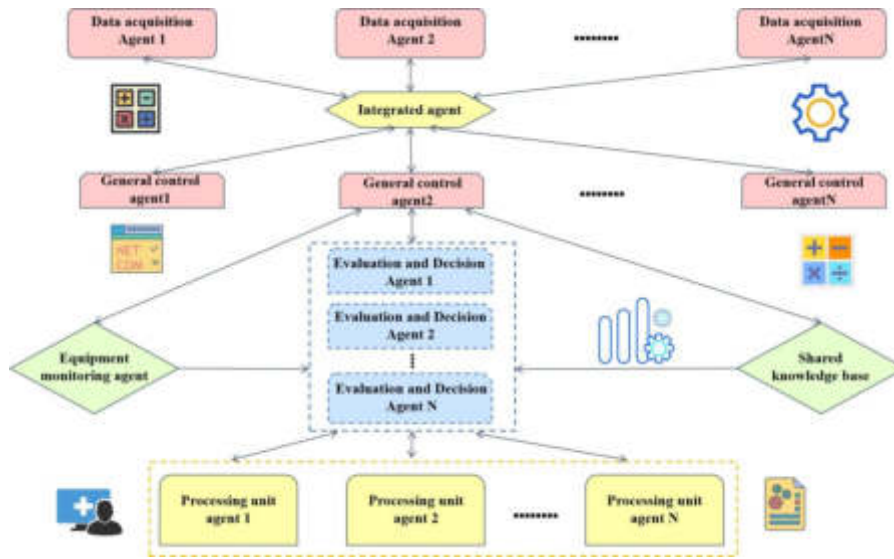 Data acquisition
Agent 1
Data acquisition
Agent 2
Data acquisition
AgentN
Integrated agent
General control
agent1
General control
agent2
General control
agentN
NET
COM
Evaluation and Decision
Agent 1
Evaluation and Decision
Agent 2
Evaluation and Decision
Agent N
Equipment
monitoring agent
Shared
knowledge base
Processing unit
agent 1
Processing unit
agent 2
Processing unit
agent N